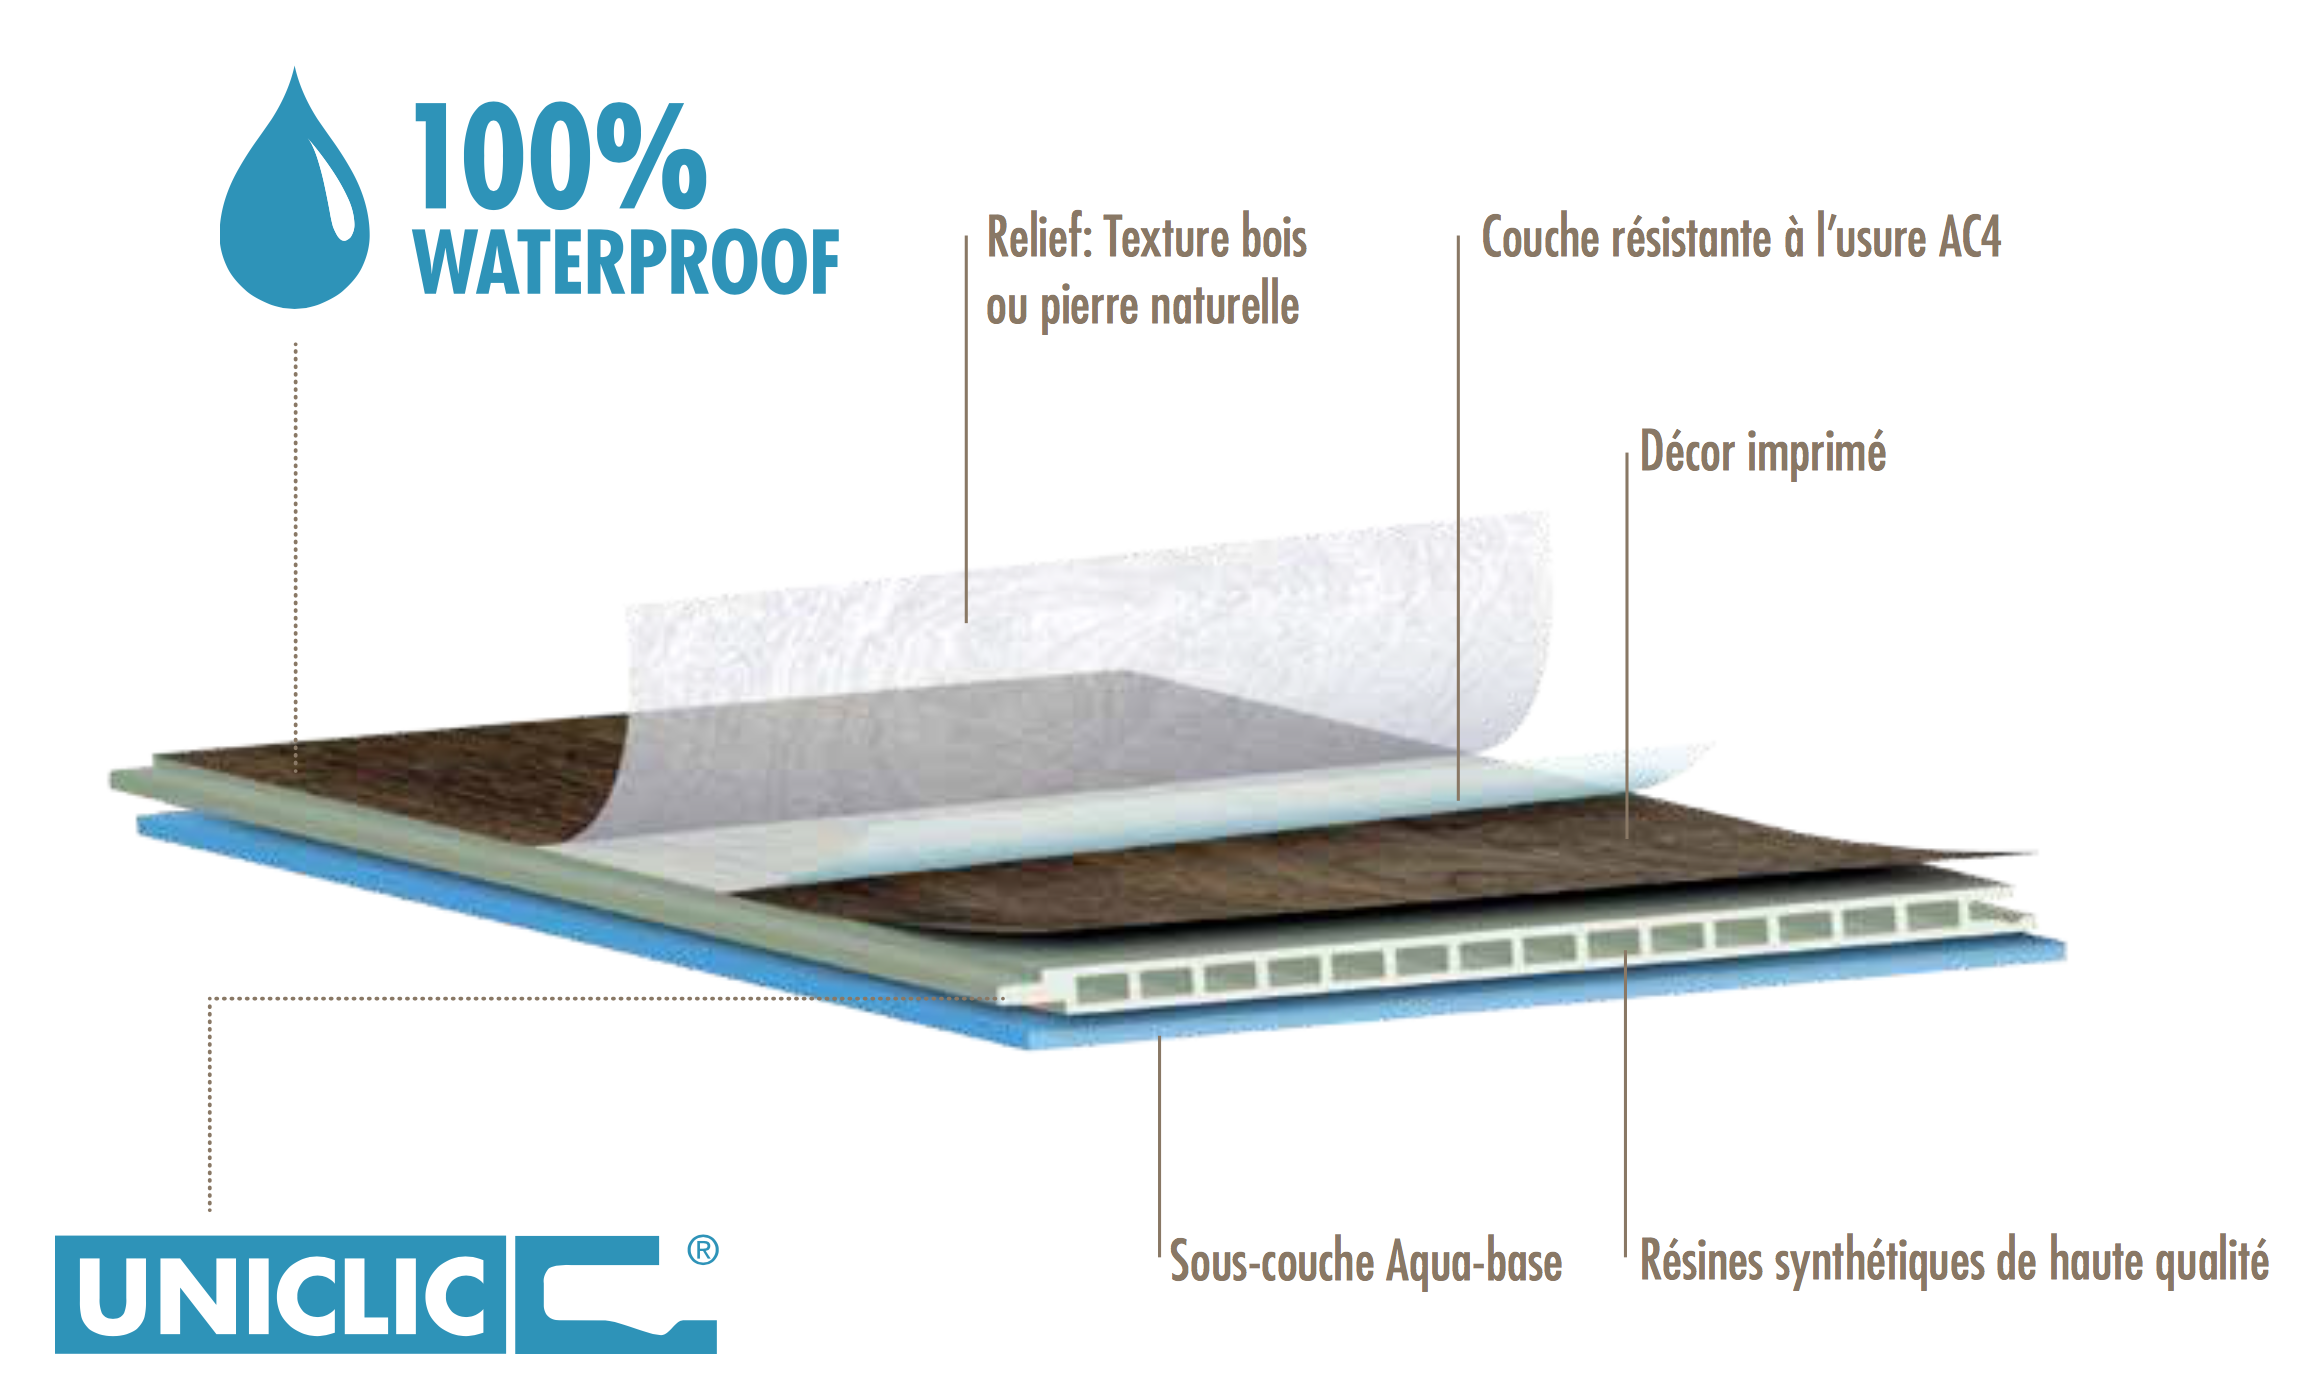 100%
WATERPROOF
Relief: Texture bois
ou pierre naturelle
Couche résistante à l’usure AC4
Décor imprimé
Sous-couche Aqua-base
Résines synthétiques de haute qualité
UNICLIC ®